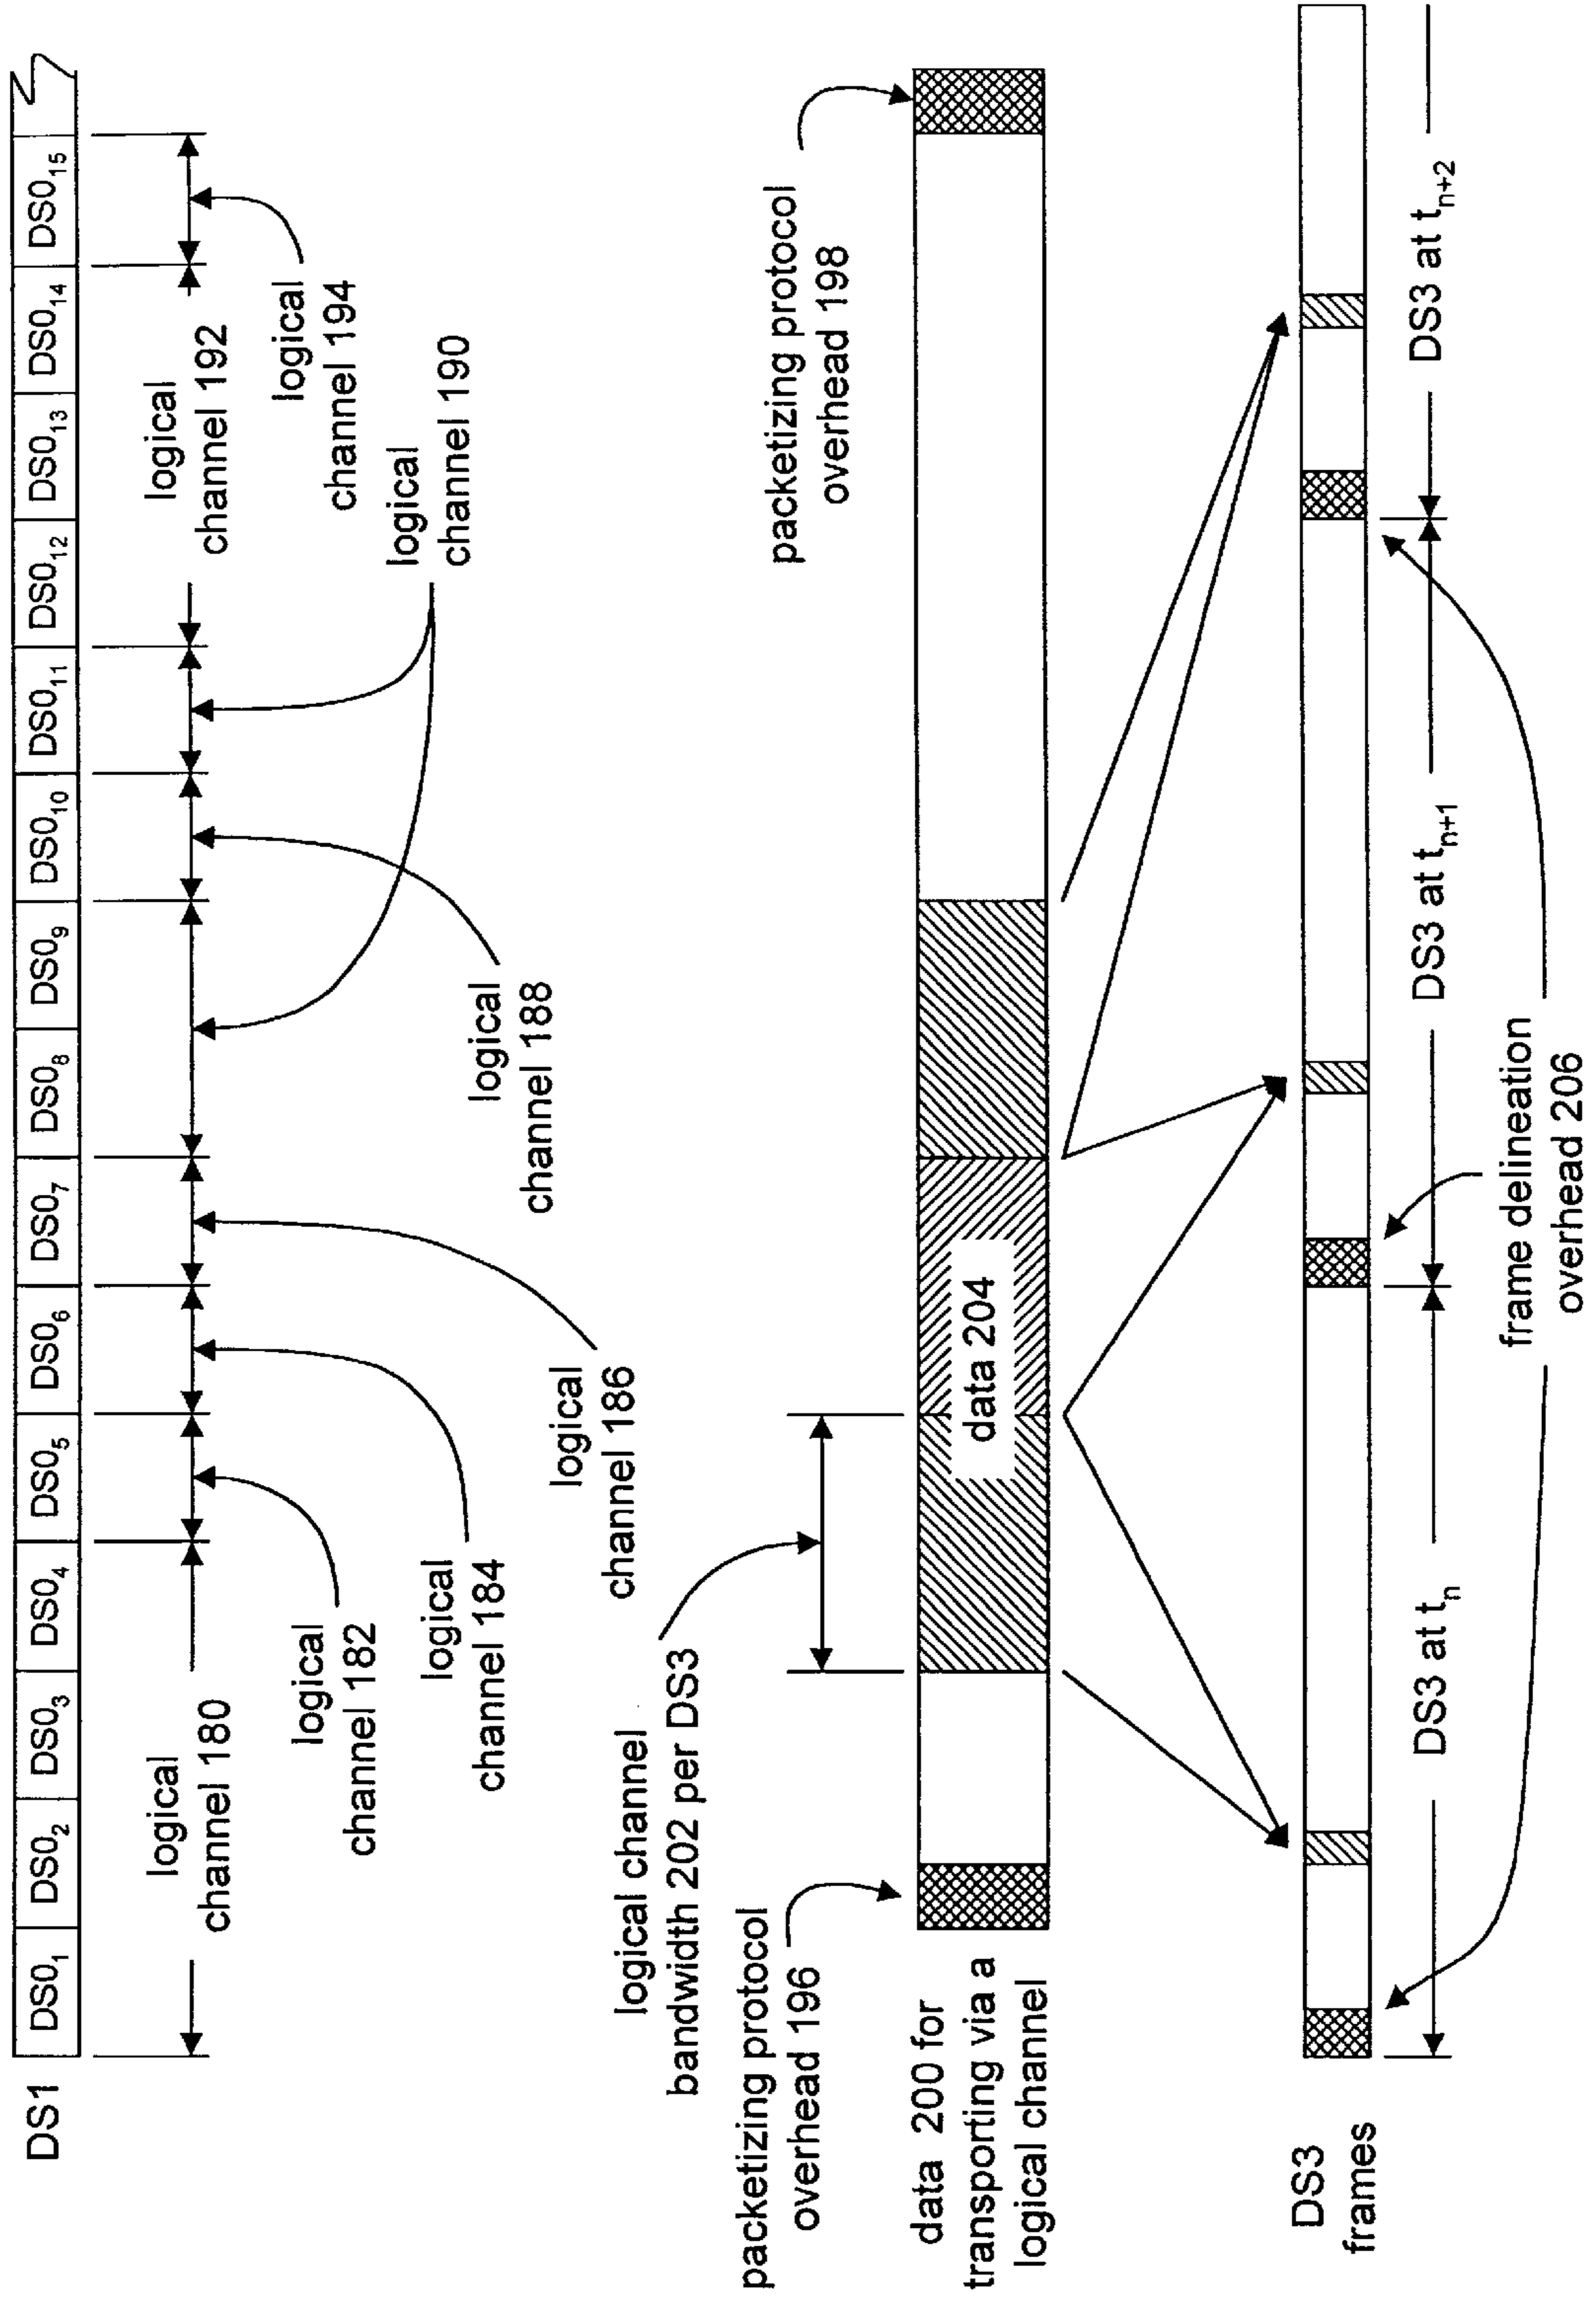 DS1
DS0₁ DS0₂ DS0₃ DS0₄ DS0₅ DS0₆ DS0₇ DS0₈ DS0₉ DS0₁₀ DS0₁₁ DS0₁₂ DS0₁₃ DS0₁₄ DS0₁₅
logical
channel 180
logical
channel 182
logical
channel 184
logical
channel 186
logical
channel 188
logical
channel 190
logical
channel 192
logical
channel 194
logical channel
bandwidth 202 per DS3
packetizing protocol
overhead 196
packetizing protocol
overhead 198
data 200 for
transporting via a
logical channel
data 204
DS3
frames
DS3 at tₙ
DS3 at tₙ₊₁
DS3 at tₙ₊₂
frame delineation
overhead 206